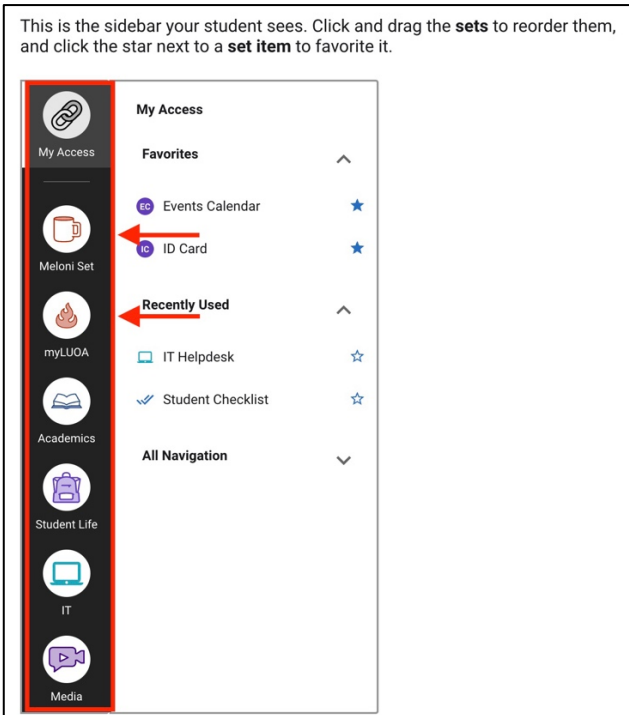 This is the sidebar your student sees. Click and drag the sets to reorder them,
and click the star next to a set item to favorite it.
My Access
Meloni Set
myLUOA
Academics
Student Life
IT
Media
My Access
Favorites
EC Events Calendar
IC ID Card
Recently Used
IT Helpdesk
Student Checklist
All Navigation